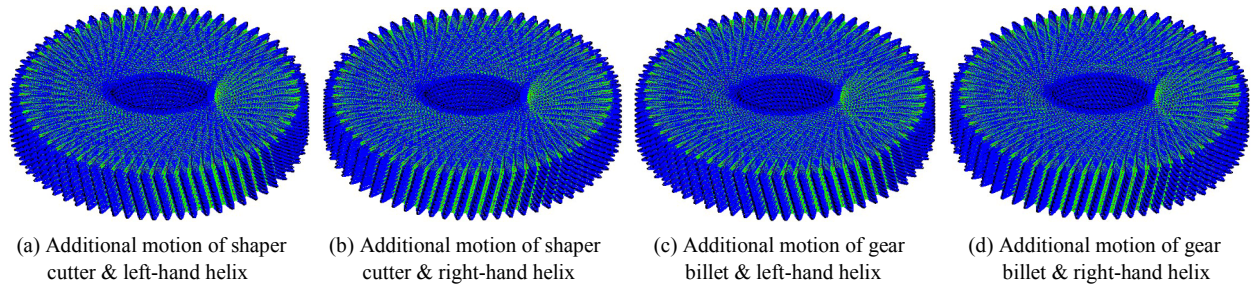 (a) Additional motion of shaper
cutter & left-hand helix
(b) Additional motion of shaper
cutter & right-hand helix
(c) Additional motion of gear
billet & left-hand helix
(d) Additional motion of gear
billet & right-hand helix